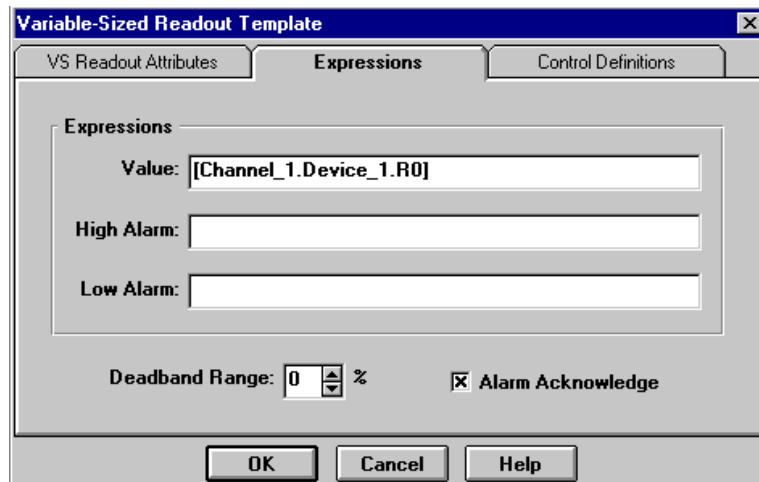 Variable-Sized Readout Template
VS Readout Attributes Expressions Control Definitions
Expressions
Value: [Channel_1.Device_1.R0]
High Alarm:
Low Alarm:
Deadband Range: 0 % Alarm Acknowledge
OK Cancel Help